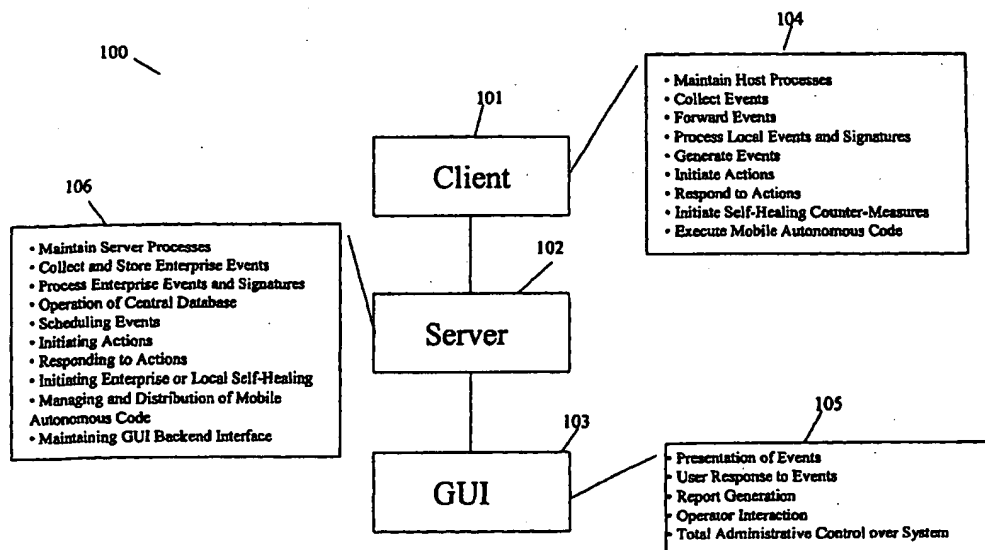 100
104
• Maintain Host Processes
• Collect Events
• Forward Events
• Process Local Events and Signatures
• Generate Events
• Initiate Actions
• Respond to Actions
• Initiate Self-Healing Counter-Measures
• Execute Mobile Autonomous Code
101
Client
106
• Maintain Server Processes
• Collect and Store Enterprise Events
• Process Enterprise Events and Signatures
• Operation of Central Database
• Scheduling Events
• Initiating Actions
• Responding to Actions
• Initiating Enterprise or Local Self-Healing
• Managing and Distribution of Mobile
Autonomous Code
• Maintaining GUI Backend Interface
102
Server
103
GUI
105
• Presentation of Events
• User Response to Events
• Report Generation
• Operator Interaction
• Total Administrative Control over System